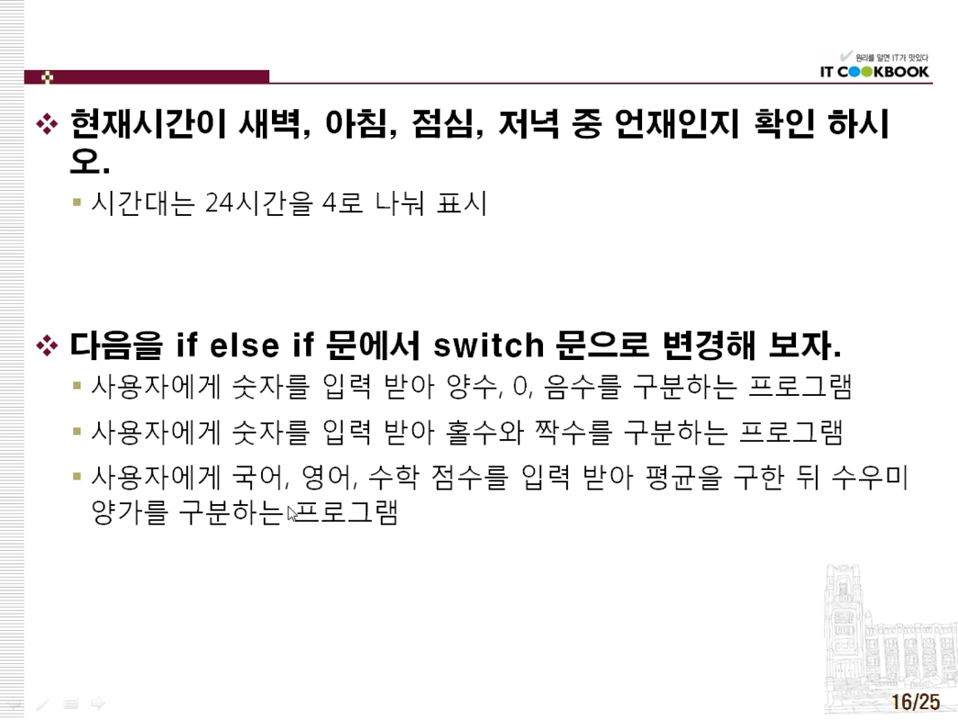 원리를 알면 IT가 맛있다
IT COOKBOOK
현재시간이 새벽, 아침, 점심, 저녁 중 언재인지 확인 하시
오.
시간대는 24시간을 4로 나눠 표시
다음을 if else if 문에서 switch 문으로 변경해 보자.
사용자에게 숫자를 입력 받아 양수, 0, 음수를 구분하는 프로그램
사용자에게 숫자를 입력 받아 홀수와 짝수를 구분하는 프로그램
사용자에게 국어, 영어, 수학 점수를 입력 받아 평균을 구한 뒤 수우미
양가를 구분하는 프로그램
16/25